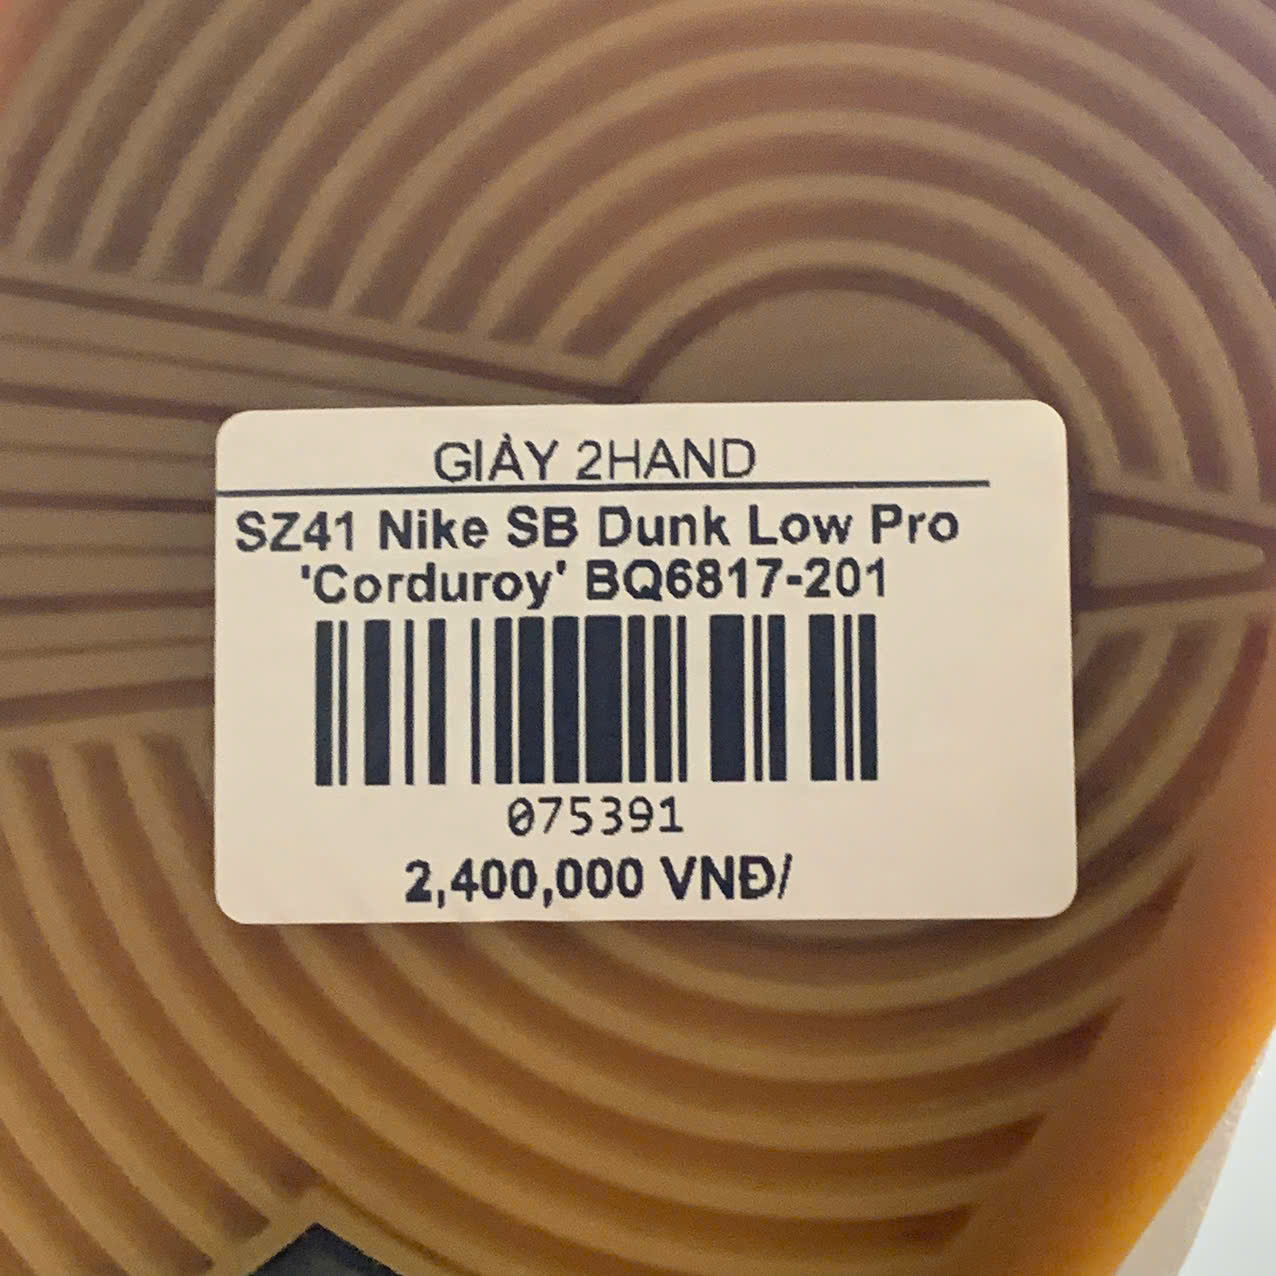 GIÀY 2HAND
SZ41 Nike SB Dunk Low Pro
'Corduroy' BQ6817-201
075391
2,400,000 VNĐ/